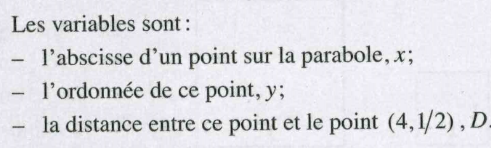 Les variables sont :
– l'abscisse d'un point sur la parabole, x;
– l'ordonnée de ce point, y;
– la distance entre ce point et le point (4,1/2) , D.